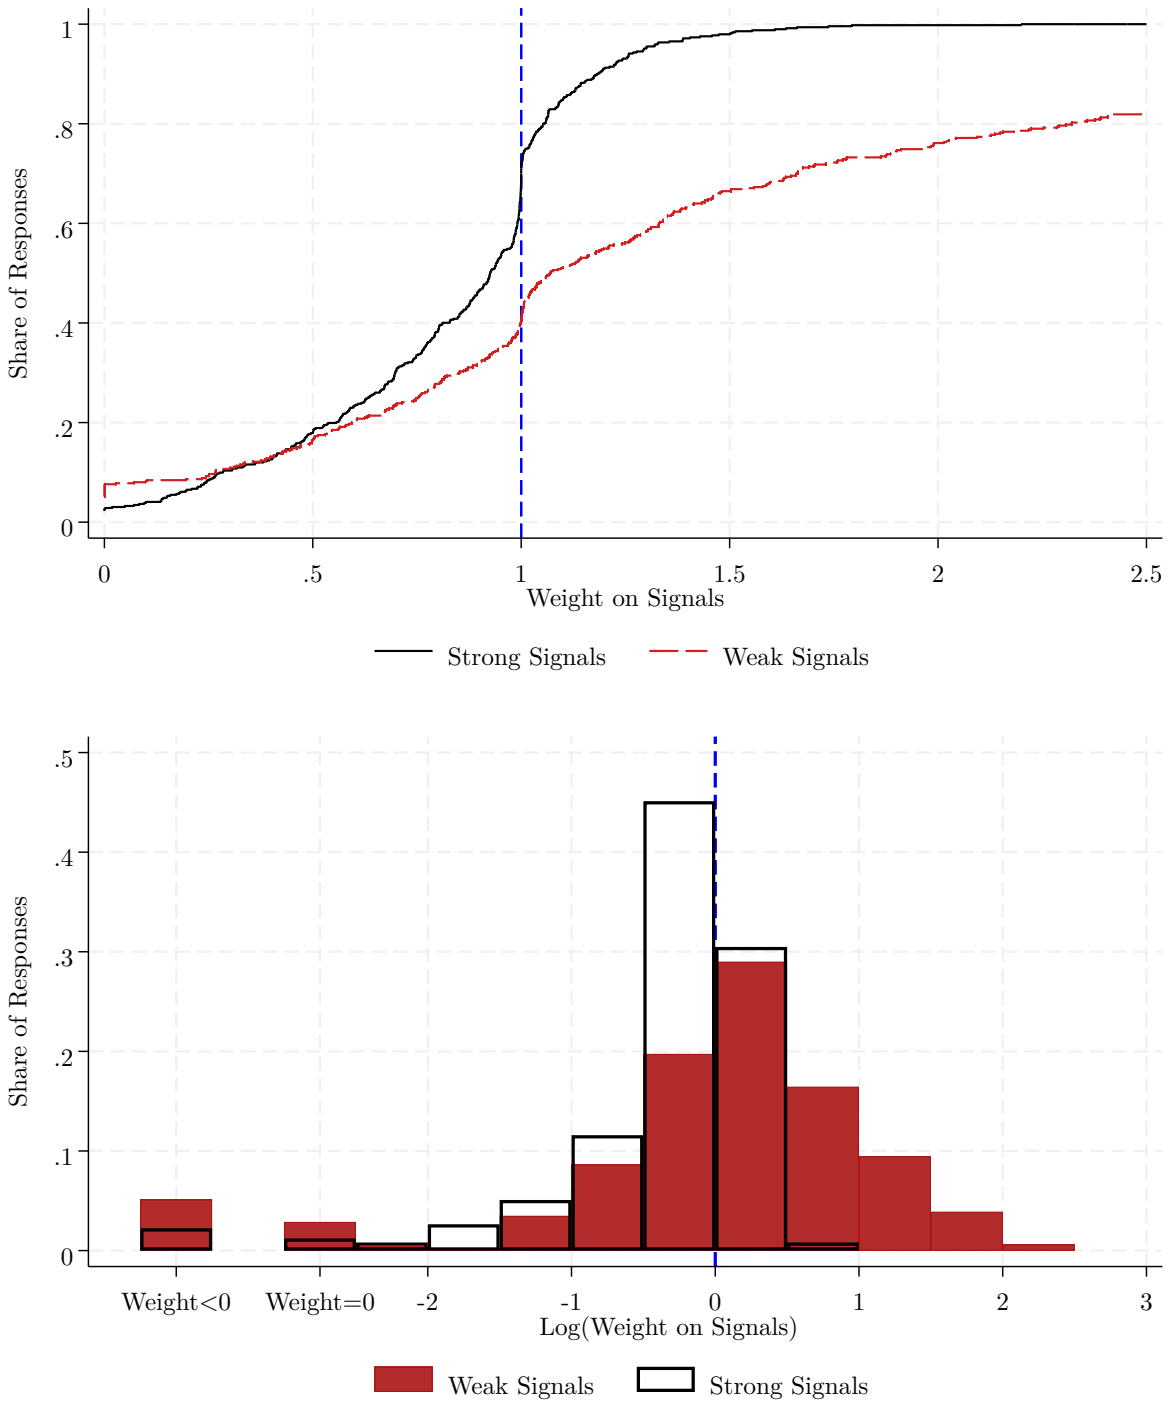 1
.8
.6
.4
.2
0
Share of Responses
0 .5 1 1.5 2 2.5
Weight on Signals
Strong Signals Weak Signals
.5
.4
.3
.2
.1
0
Share of Responses
Weight<0 Weight=0 -2 -1 0 1 2 3
Log(Weight on Signals)
Weak Signals Strong Signals